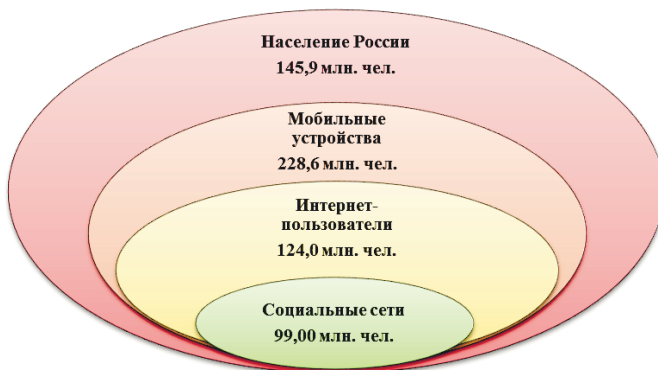 Население России
145,9 млн. чел.
Мобильные
устройства
228,6 млн. чел.
Интернет-
пользователи
124,0 млн. чел.
Социальные сети
99,00 млн. чел.